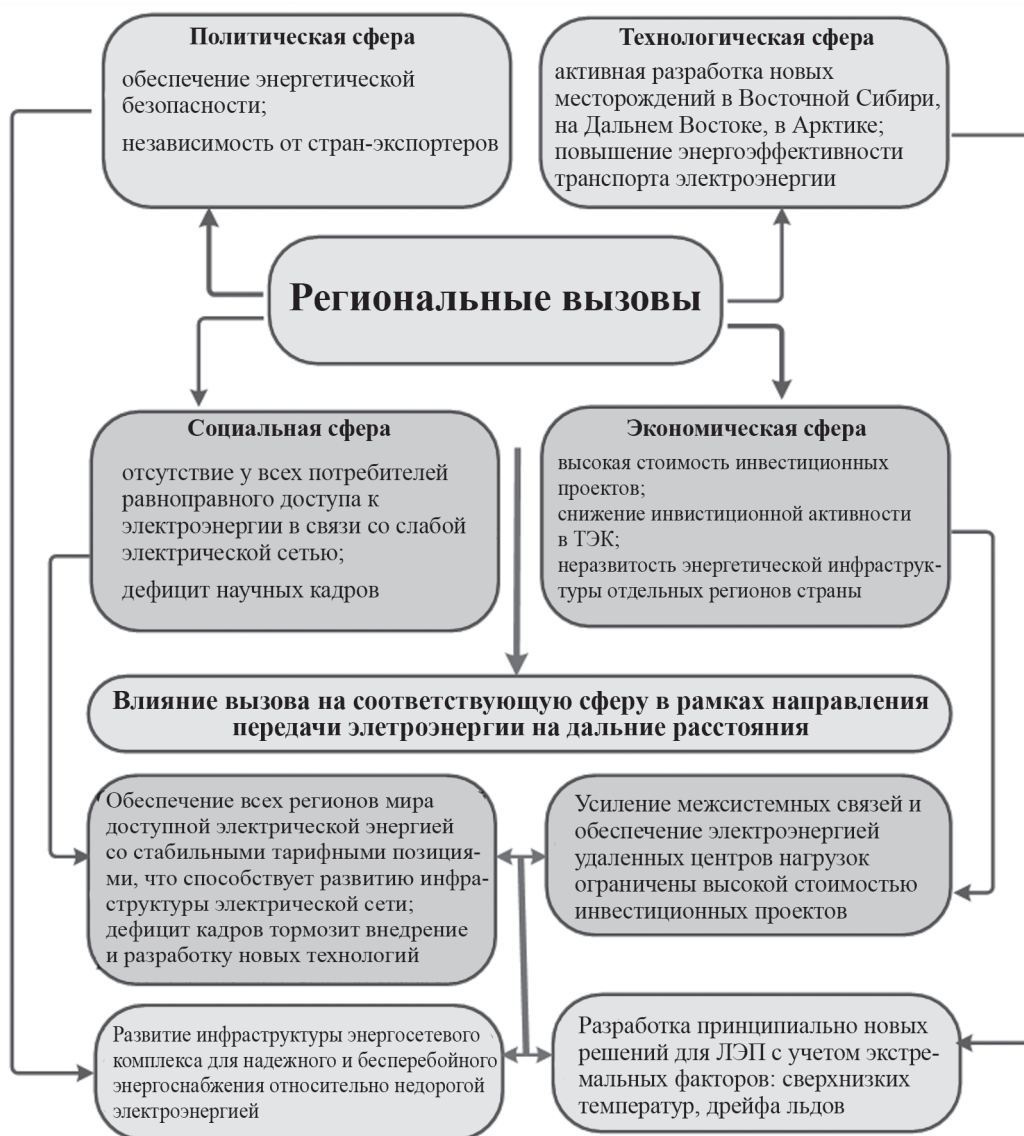 Политическая сфера
обеспечение энергетической
безопасности;
независимость от стран-экспортеров
Технологическая сфера
активная разработка новых
месторождений в Восточной Сибири,
на Дальнем Востоке, в Арктике;
повышение энергоэффективности
транспорта электроэнергии
Региональные вызовы
Социальная сфера
отсутствие у всех потребителей
равноправного доступа к
электроэнергии в связи со слабой
электрической сетью;
дефицит научных кадров
Экономическая сфера
высокая стоимость инвестиционных
проектов;
снижение инвистиционной активности
в ТЭК;
неразвитость энергетической инфраструк-
туры отдельных регионов страны
Влияние вызова на соответствующую сферу в рамках направления
передачи элетроэнергии на дальние расстояния
Обеспечение всех регионов мира
доступной электрической энергией
со стабильными тарифными позиция-
ми, что способствует развитию инфра-
структуры электрической сети;
дефицит кадров тормозит внедрение
и разработку новых технологий
Усиление межсистемных связей и
обеспечение электроэнергией
удаленных центров нагрузок
ограничены высокой стоимостью
инвестиционных проектов
Развитие инфраструктуры энергосетевого
комплекса для надежного и бесперебойного
энергоснабжения относительно недорогой
электроэнергией
Разработка принципиально новых
решений для ЛЭП с учетом экстре-
мальных факторов: сверхнизких
температур, дрейфа льдов